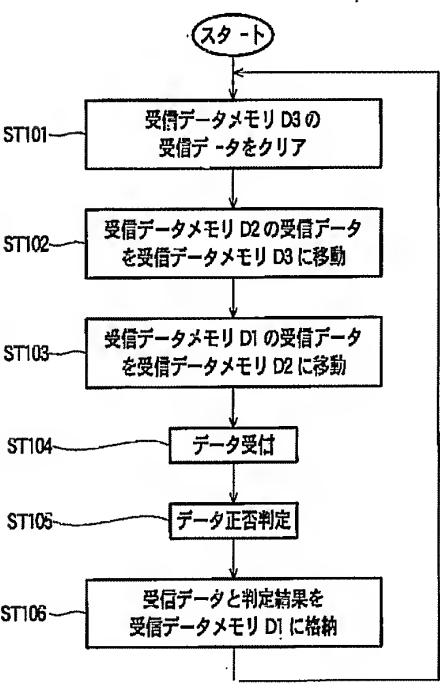 スタート
ST101
受信データメモリ D3 の
受信データをクリア
ST102
受信データメモリ D2 の受信データ
を受信データメモリ D3 に移動
ST103
受信データメモリ D1 の受信データ
を受信データメモリ D2 に移動
ST104
データ受付
ST105
データ正否判定
ST106
受信データと判定結果を
受信データメモリ D1 に格納